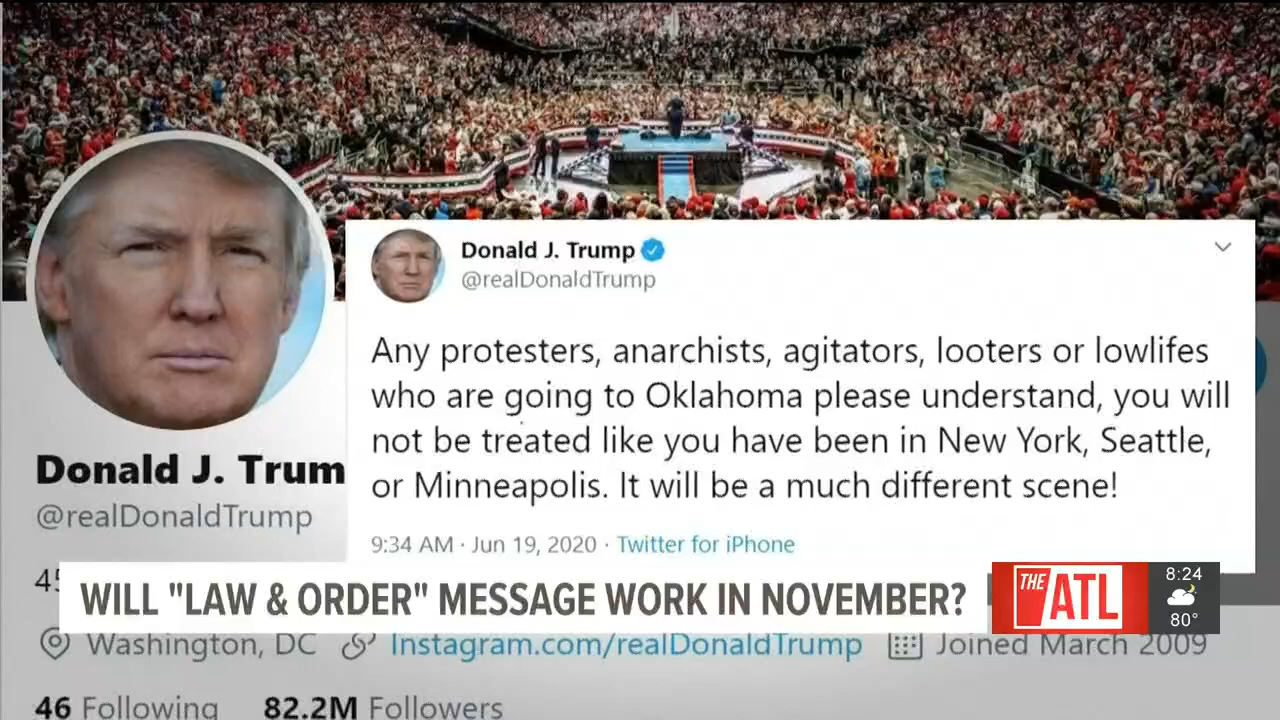 Donald J. Trump
@realDonaldTrump
Any protesters, anarchists, agitators, looters or lowlifes
who are going to Oklahoma please understand, you will
not be treated like you have been in New York, Seattle,
or Minneapolis. It will be a much different scene!
9:34 AM · Jun 19, 2020 · Twitter for iPhone
Donald J. Trum
@realDonaldTrump
45
WILL "LAW & ORDER" MESSAGE WORK IN NOVEMBER?
THE
ATL
8:24
80°
Washington, DC Instagram.com/realDonaldTrump Joined March 2009
46 Following 82.2M Followers